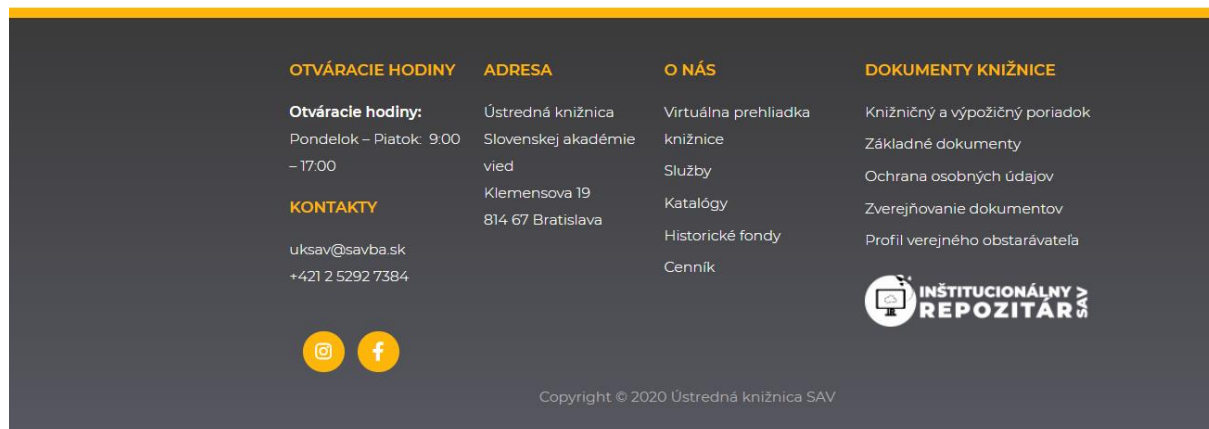 OTVÁRACIE HODINY
Otváracie hodiny:
Pondelok – Piatok: 9:00
– 17:00
KONTAKTY
uksav@savba.sk
+421 2 5292 7384
ADRESA
Ústredná knižnica
Slovenskej akadémie
vied
Klemensova 19
814 67 Bratislava
O NÁS
Virtuálna prehliadka
knižnice
Služby
Katalógy
Historické fondy
Cenník
DOKUMENTY KNIŽNICE
Knižničný a výpožičný poriadok
Základné dokumenty
Ochrana osobných údajov
Zverejňovanie dokumentov
Profil verejného obstarávateľa
INŠTITUCIONÁLNY
REPOZITÁR
SAV
Copyright © 2020 Ústredná knižnica SAV